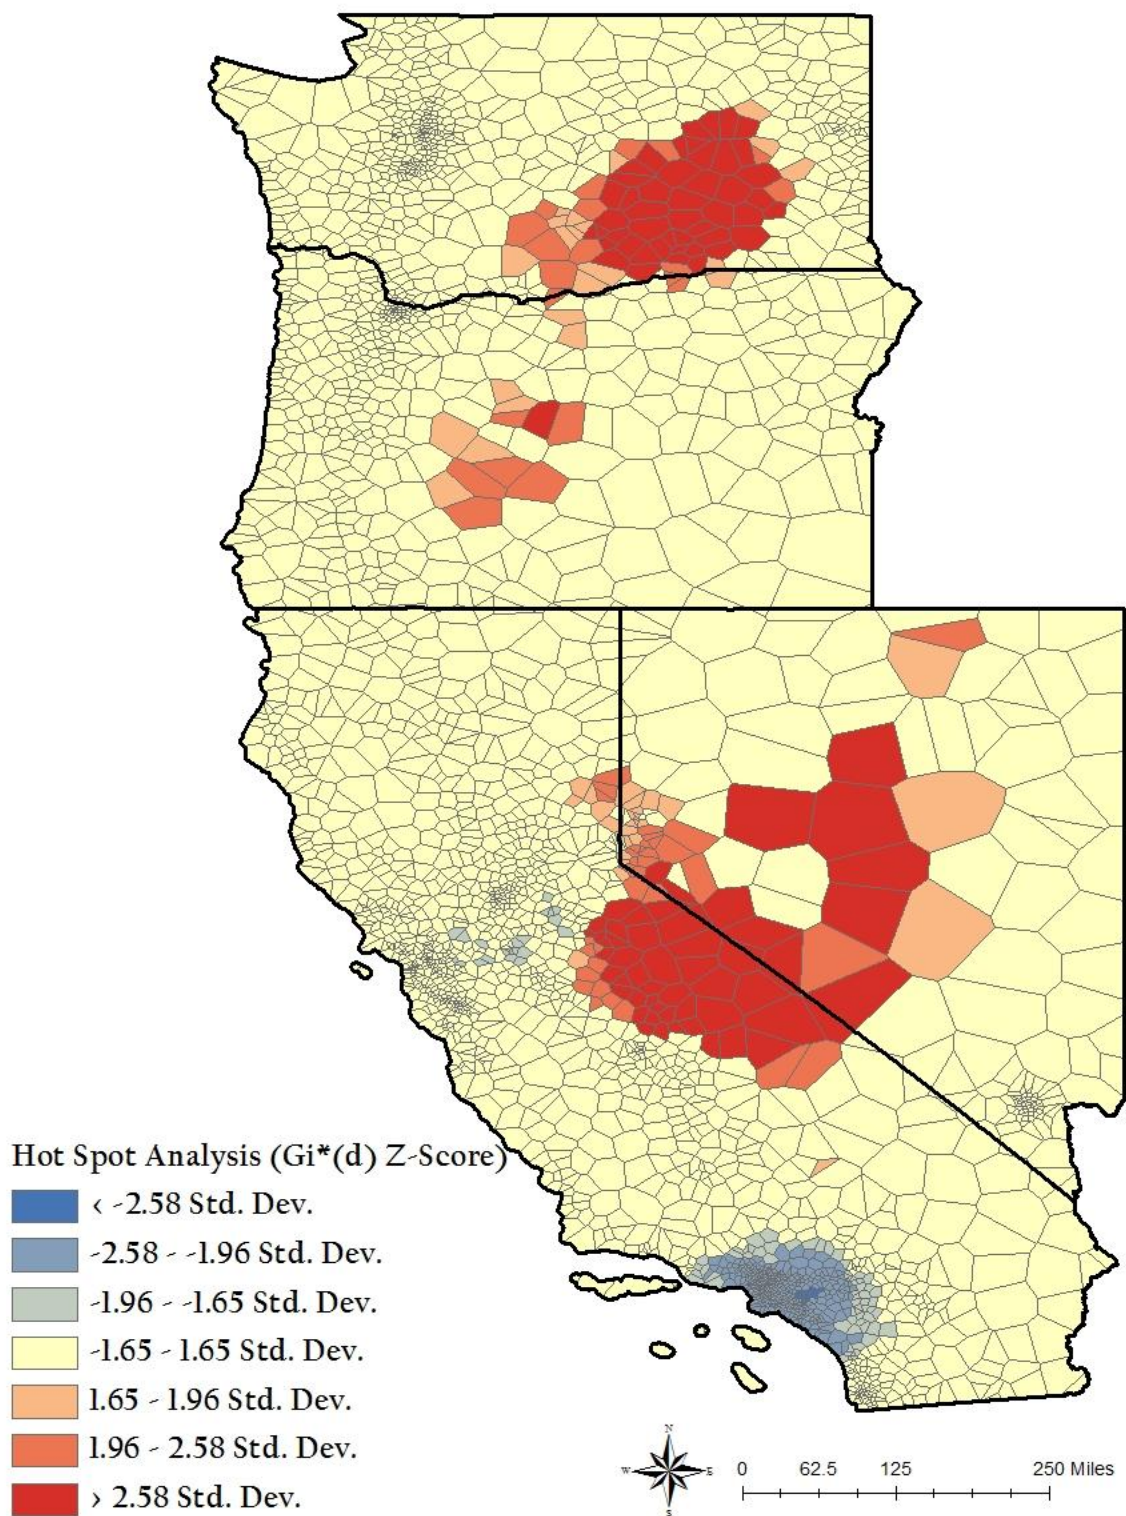 Hot Spot Analysis (Gi*(d) Z-Score)
< -2.58 Std. Dev.
-2.58 - -1.96 Std. Dev.
-1.96 - -1.65 Std. Dev.
-1.65 - 1.65 Std. Dev.
1.65 - 1.96 Std. Dev.
1.96 - 2.58 Std. Dev.
> 2.58 Std. Dev.
N
W E
S
0 62.5 125 250 Miles